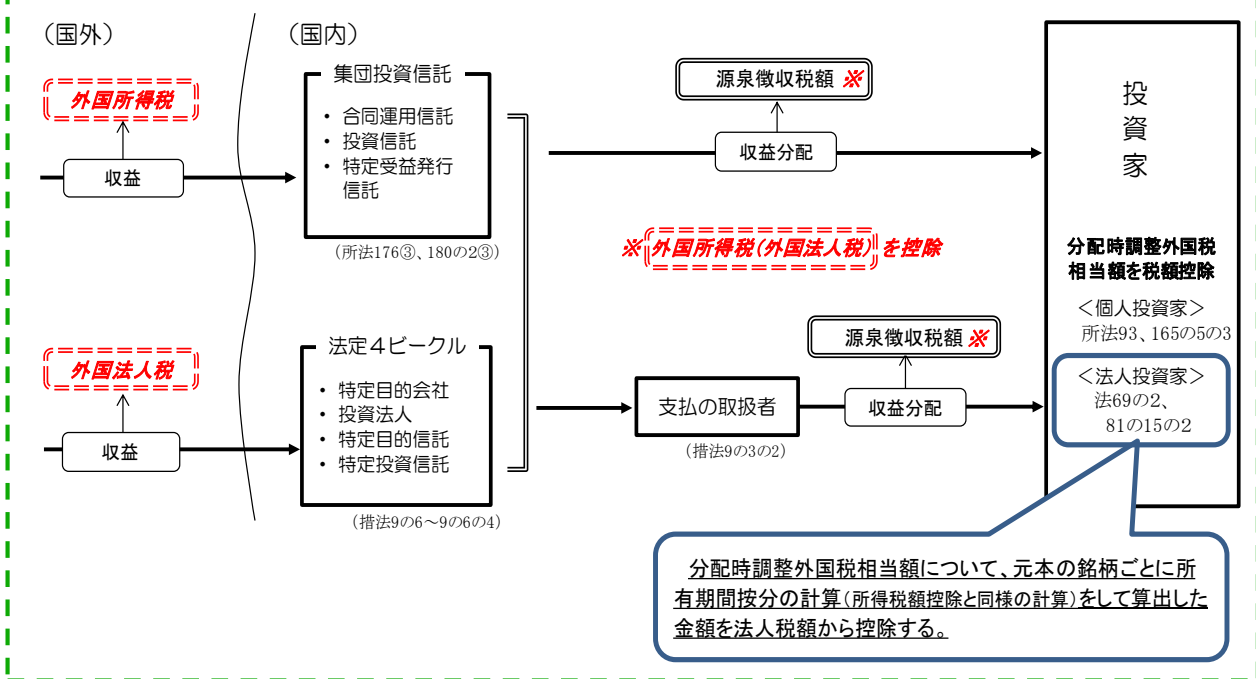 （国外）
（国内）
外国所得税
収益
集団投資信託
・ 合同運用信託
・ 投資信託
・ 特定受益発行
信託
（所法176③、180の2③）
源泉徴収税額 ※
収益分配
※外国所得税（外国法人税）を控除
外国法人税
収益
法定４ビークル
・ 特定目的会社
・ 投資法人
・ 特定目的信託
・ 特定投資信託
（措法9の6～9の6の4）
支払の取扱者
（措法9の3の2）
源泉徴収税額 ※
収益分配
投資家
分配時調整外国税
相当額を税額控除
＜個人投資家＞
所法93、165の5の3
＜法人投資家＞
法69の2、
81の15の2
分配時調整外国税相当額について、元本の銘柄ごとに所
有期間按分の計算（所得税額控除と同様の計算）をして算出した
金額を法人税額から控除する。